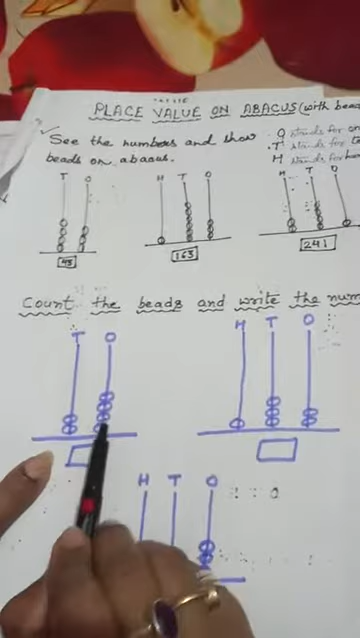 PLACE VALUE ON ABACUS (with bead
See the numbers and show
beads on abacus.
O stands for on
T stands for te
H stands for hun
T O
H T O
H T O
43
163
241
Count the beads and write the num
T O
H T O
H T O